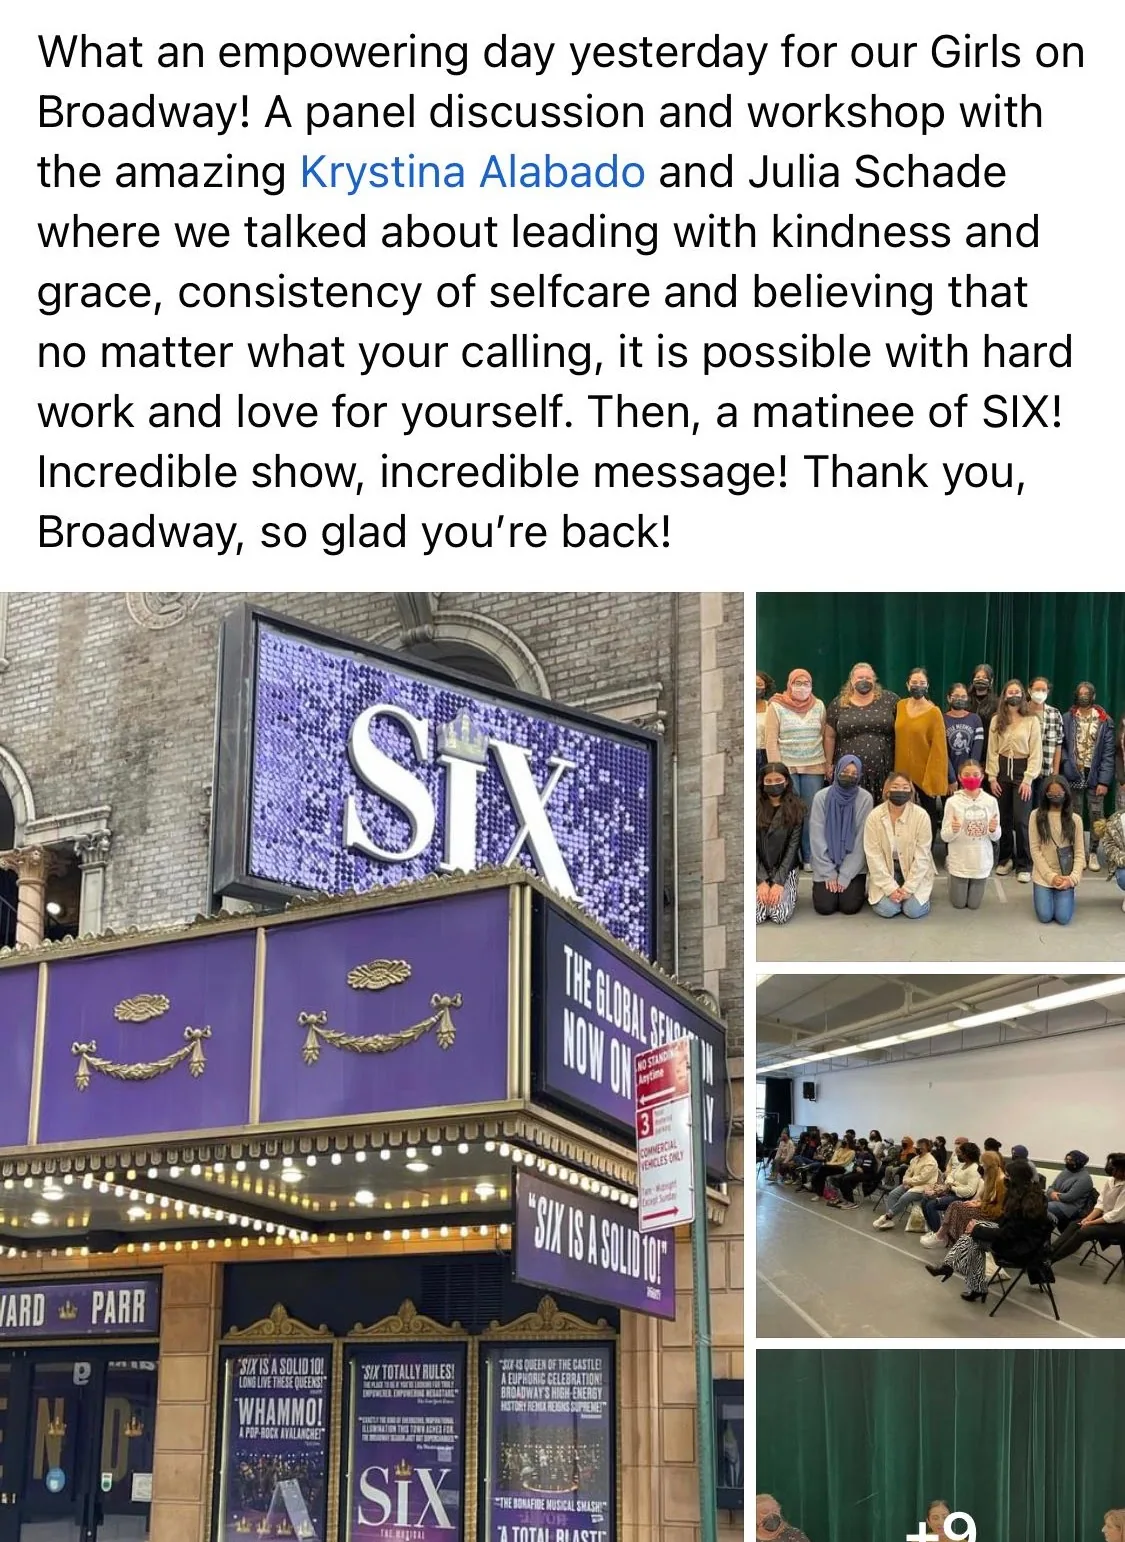 What an empowering day yesterday for our Girls on
Broadway! A panel discussion and workshop with
the amazing Krystina Alabado and Julia Schade
where we talked about leading with kindness and
grace, consistency of selfcare and believing that
no matter what your calling, it is possible with hard
work and love for yourself. Then, a matinee of SIX!
Incredible show, incredible message! Thank you,
Broadway, so glad you're back!
SIX
THE GLOBAL
NOW ON
NO STANDING
Anytime
3
COMMERCIAL
VEHICLES ONLY
"SIX IS A SOLID 10!"
PARR
"SIX IS A SOLID 10!
LONG LIVE THESE QUEENS!"
"WHAMMO!
A POP-ROCK AVALANCHE!"
"SIX TOTALLY RULES!
SIX
THE MUSICAL
"SIX IS QUEEN OF THE CASTLE!
A EUPHORIC CELEBRATION!
BROADWAY'S HIGH-ENERGY
HISTORY REMIX REIGNS SUPREME!"
"THE BONAFIDE MUSICAL SMASH!"
"A TOTAL BLAST!"
+9